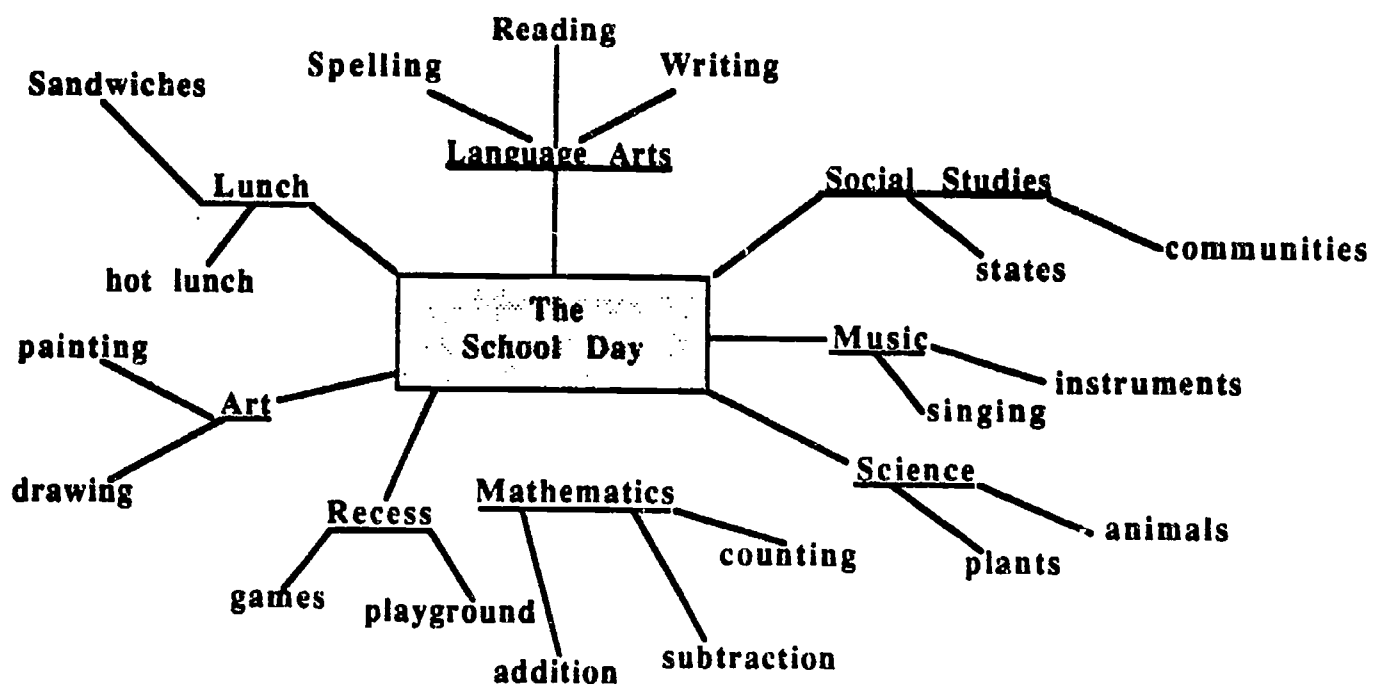 Reading
Spelling
Writing
Sandwiches
Language Arts
Lunch
Social Studies
communities
hot lunch
states
The
School Day
painting
Music
Art
instruments
singing
drawing
Science
Recess
Mathematics
animals
counting
plants
games
playground
addition
subtraction